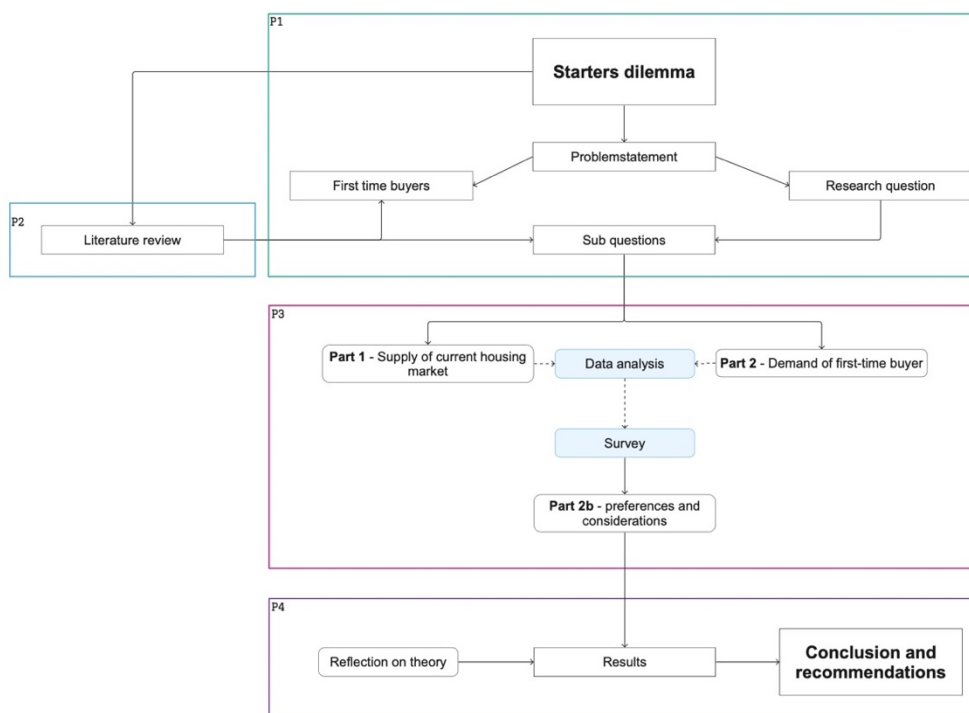 P1
Starters dilemma
Problemstatement
First time buyers
Research question
P2
Literature review
Sub questions
P3
Part 1 - Supply of current housing
market
Data analysis
Part 2 - Demand of first-time buyer
Survey
Part 2b - preferences and
considerations
P4
Reflection on theory
Results
Conclusion and
recommendations